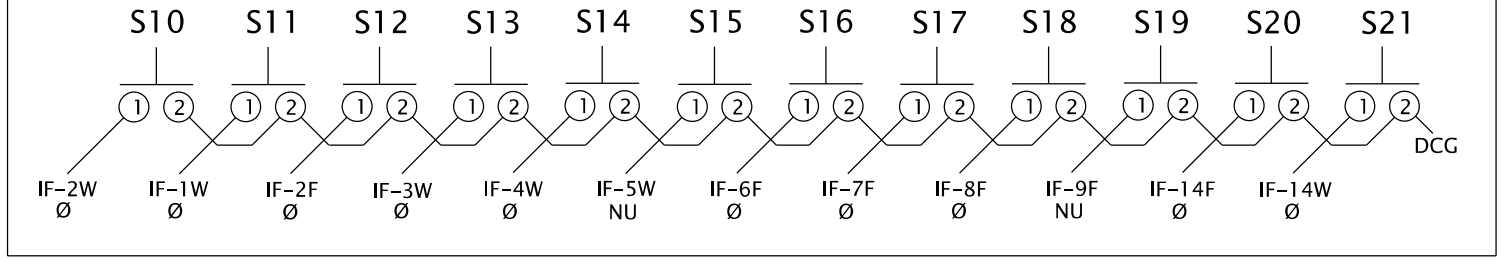 S10 S11 S12 S13 S14 S15 S16 S17 S18 S19 S20 S21
1 2 1 2 1 2 1 2 1 2 1 2 1 2 1 2 1 2 1 2 1 2 1 2
DCG
IF-2W IF-1W IF-2F IF-3W IF-4W IF-5W IF-6F IF-7F IF-8F IF-9F IF-14F IF-14W
Ø Ø Ø Ø Ø NU Ø Ø Ø NU Ø Ø